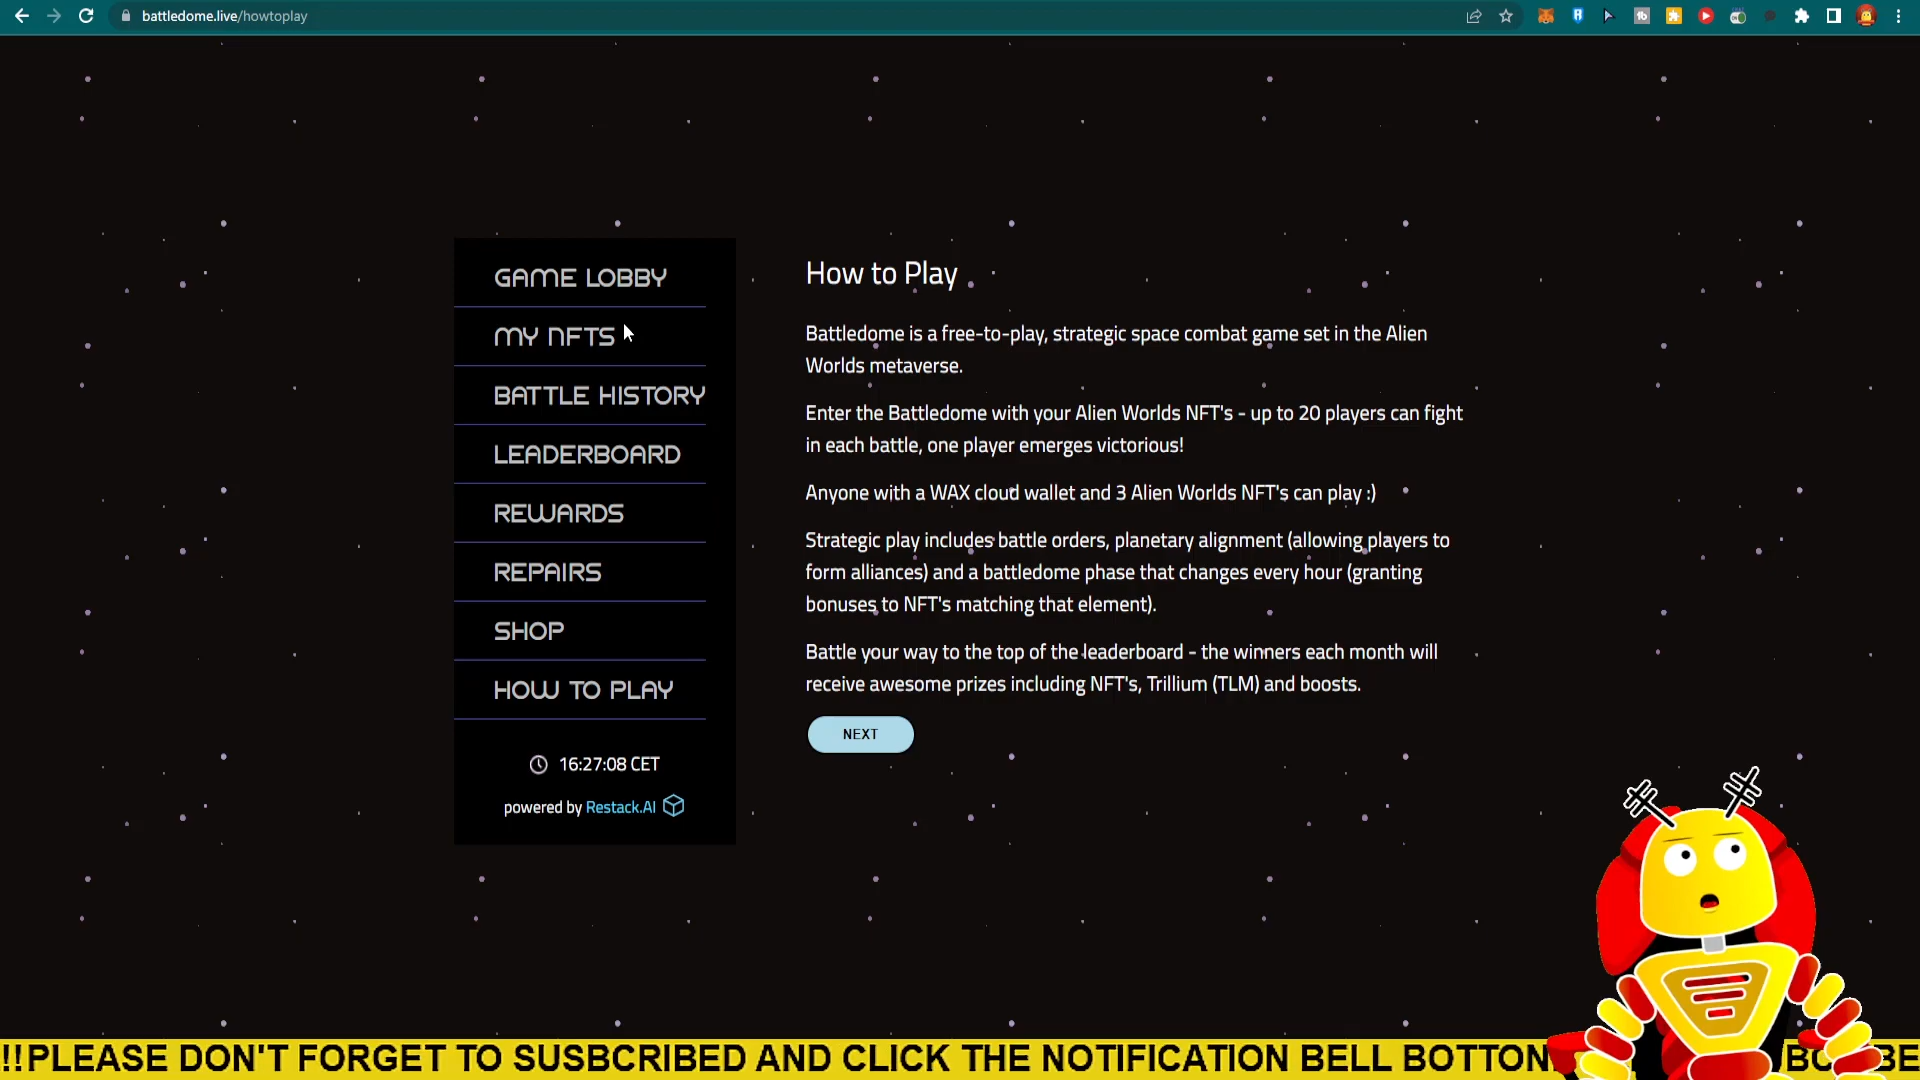 battledome.live/howtoplay
GAME LOBBY
MY NFTS
BATTLE HISTORY
LEADERBOARD
REWARDS
REPAIRS
SHOP
HOW TO PLAY
16:27:08 CET
powered by Restack.AI
How to Play
Battledome is a free-to-play, strategic space combat game set in the Alien
Worlds metaverse.
Enter the Battledome with your Alien Worlds NFT's - up to 20 players can fight
in each battle, one player emerges victorious!
Anyone with a WAX cloud wallet and 3 Alien Worlds NFT's can play :)
Strategic play includes battle orders, planetary alignment (allowing players to
form alliances) and a battledome phase that changes every hour (granting
bonuses to NFT's matching that element).
Battle your way to the top of the leaderboard - the winners each month will
receive awesome prizes including NFT's, Trillium (TLM) and boosts.
NEXT
!!PLEASE DON'T FORGET TO SUSBCRIBED AND CLICK THE NOTIFICATION BELL BOTTON